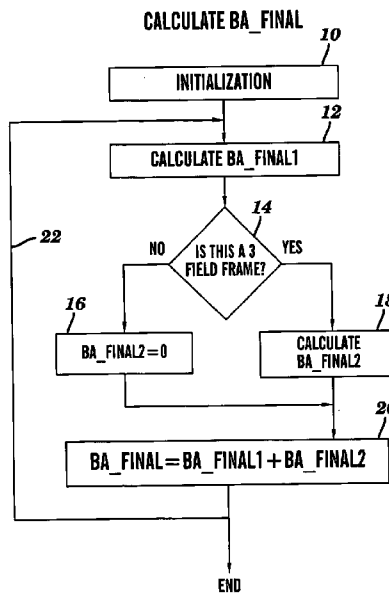 CALCULATE BA_FINAL
10
INITIALIZATION
12
CALCULATE BA_FINAL1
14
22
NO
IS THIS A 3
FIELD FRAME?
YES
16
18
BA_FINAL2=0
CALCULATE
BA_FINAL2
20
BA_FINAL=BA_FINAL1+BA_FINAL2
END